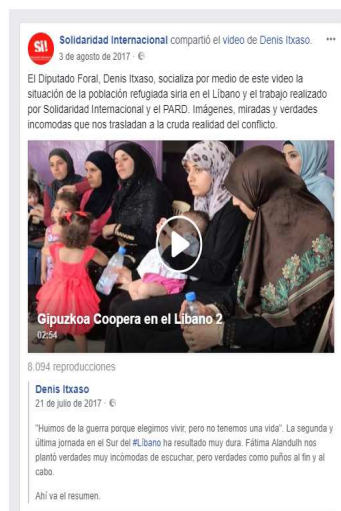 SI!
Solidaridad Internacional compartió el video de Denis Itxaso.
3 de agosto de 2017 ·
El Diputado Foral, Denis Itxaso, socializa por medio de este video la
situación de la población refugiada siria en el Líbano y el trabajo realizado
por Solidaridad Internacional y el PARD. Imágenes, miradas y verdades
incomodas que nos trasladan a la cruda realidad del conflicto.
Gipuzkoa Coopera en el Libano 2
02:54
8.094 reproducciones
Denis Itxaso
21 de julio de 2017 ·
"Huimos de la guerra porque elegimos vivir, pero no tenemos una vida". La segunda y
última jornada en el Sur del #Líbano ha resultado muy dura. Fátima Alandulh nos
plantó verdades muy incómodas de escuchar, pero verdades como puños al fin y al
cabo.
Ahí va el resumen.